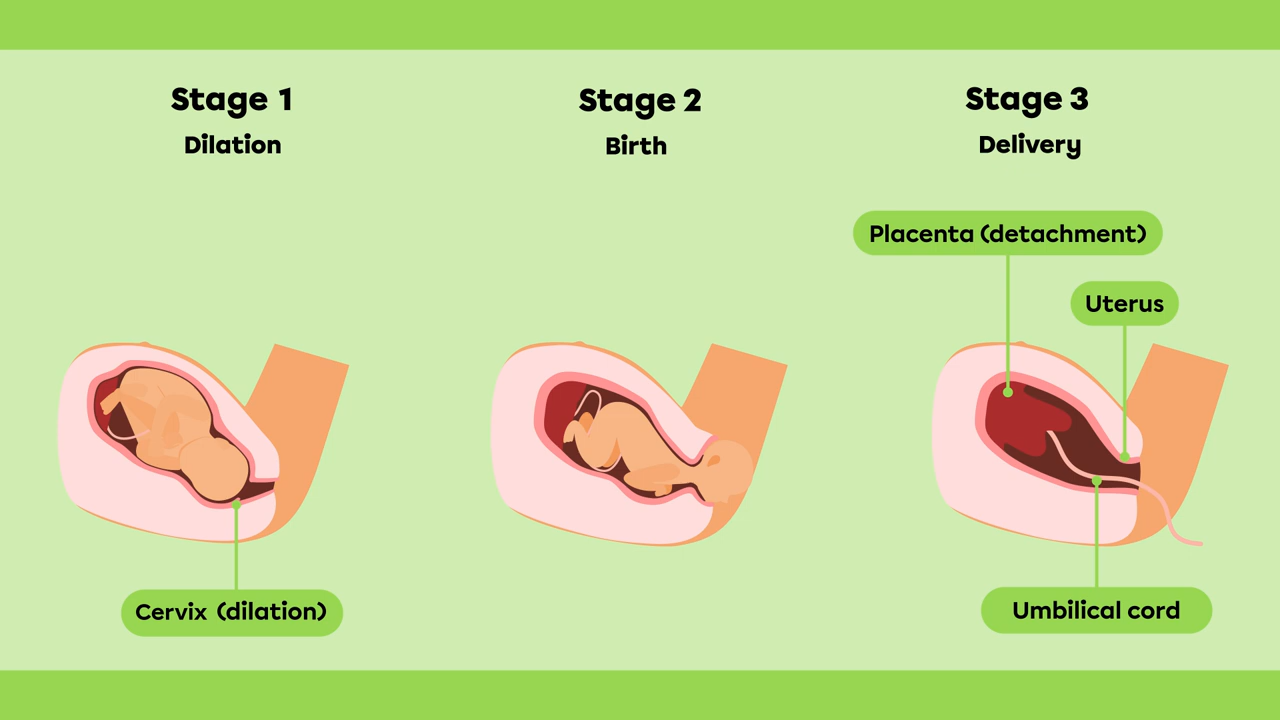 Stage 1
Dilation
Stage 2
Birth
Stage 3
Delivery
Placenta (detachment)
Uterus
Cervix (dilation)
Umbilical cord